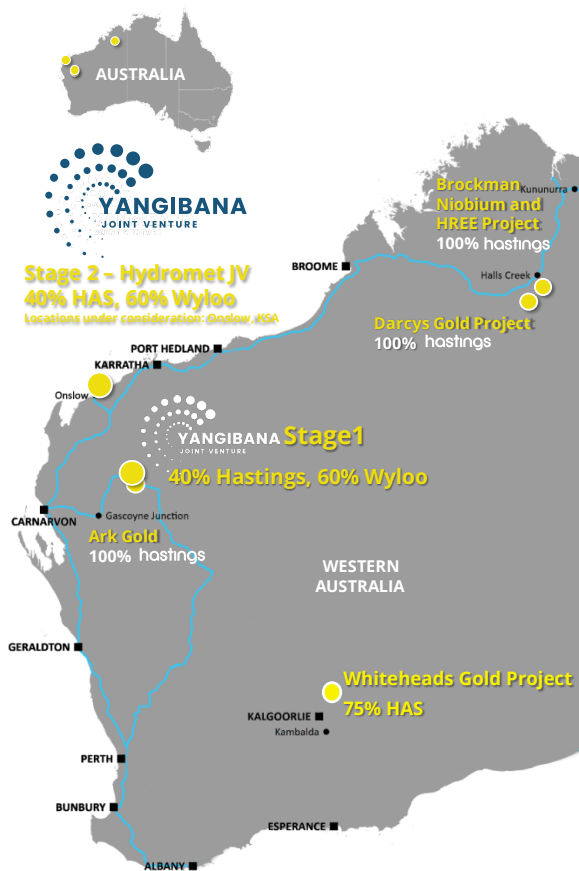 AUSTRALIA
YANGIBANA
JOINT VENTURE
Stage 2 – Hydromet JV
40% HAS, 60% Wyloo
Locations under consideration: Onslow, KSA
Brockman
Niobium and
HREE Project
100% hastings
Kununurra
BROOME
Halls Creek
Darcys Gold Project
100% hastings
PORT HEDLAND
KARRATHA
Onslow
YANGIBANA
JOINT VENTURE
Stage1
40% Hastings, 60% Wyloo
CARNARVON
Gascoyne Junction
Ark Gold
100% hastings
WESTERN
AUSTRALIA
GERALDTON
Whiteheads Gold Project
75% HAS
KALGOORLIE
Kambalda
PERTH
BUNBURY
ESPERANCE
ALBANY